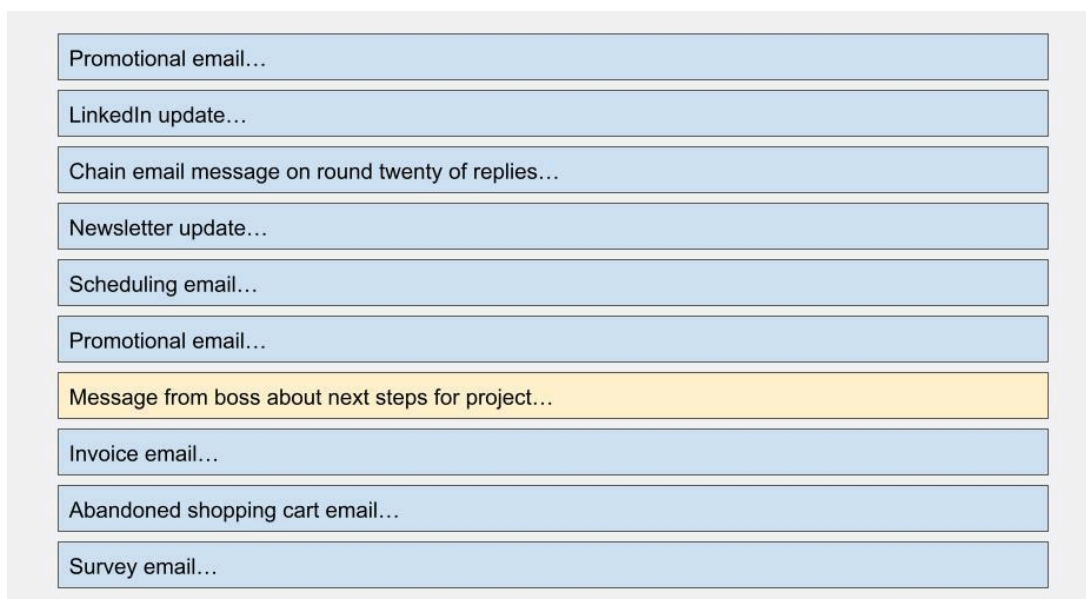 Promotional email…
LinkedIn update…
Chain email message on round twenty of replies…
Newsletter update…
Scheduling email…
Promotional email…
Message from boss about next steps for project…
Invoice email…
Abandoned shopping cart email…
Survey email…